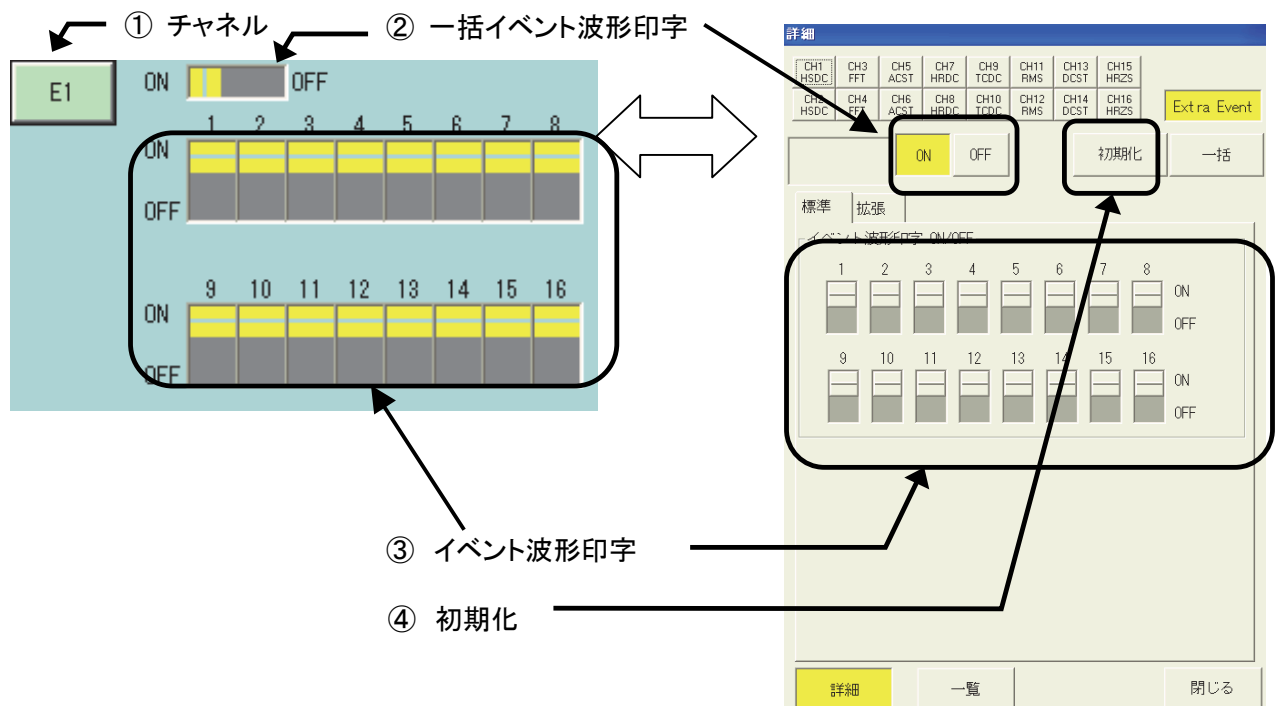 ① チャネル
② 一括イベント波形印字
E1
ON OFF
1 2 3 4 5 6 7 8
ON
OFF
9 10 11 12 13 14 15 16
ON
OFF
詳細
CH1 HSDC CH3 FFT CH5 ACST CH7 HRDC CH9 TCDC CH11 RMS CH13 DCST CH15 HRZS
CH2 HSDC CH4 FFT CH6 ACST CH8 HRDC CH10 TCDC CH12 RMS CH14 DCST CH16 HRZS
Extra Event
ON OFF 初期化 一括
標準 拡張
イベント波形印字 ON/OFF
1 2 3 4 5 6 7 8
ON
OFF
9 10 11 12 13 14 15 16
ON
OFF
③ イベント波形印字
④ 初期化
詳細 一覧 閉じる